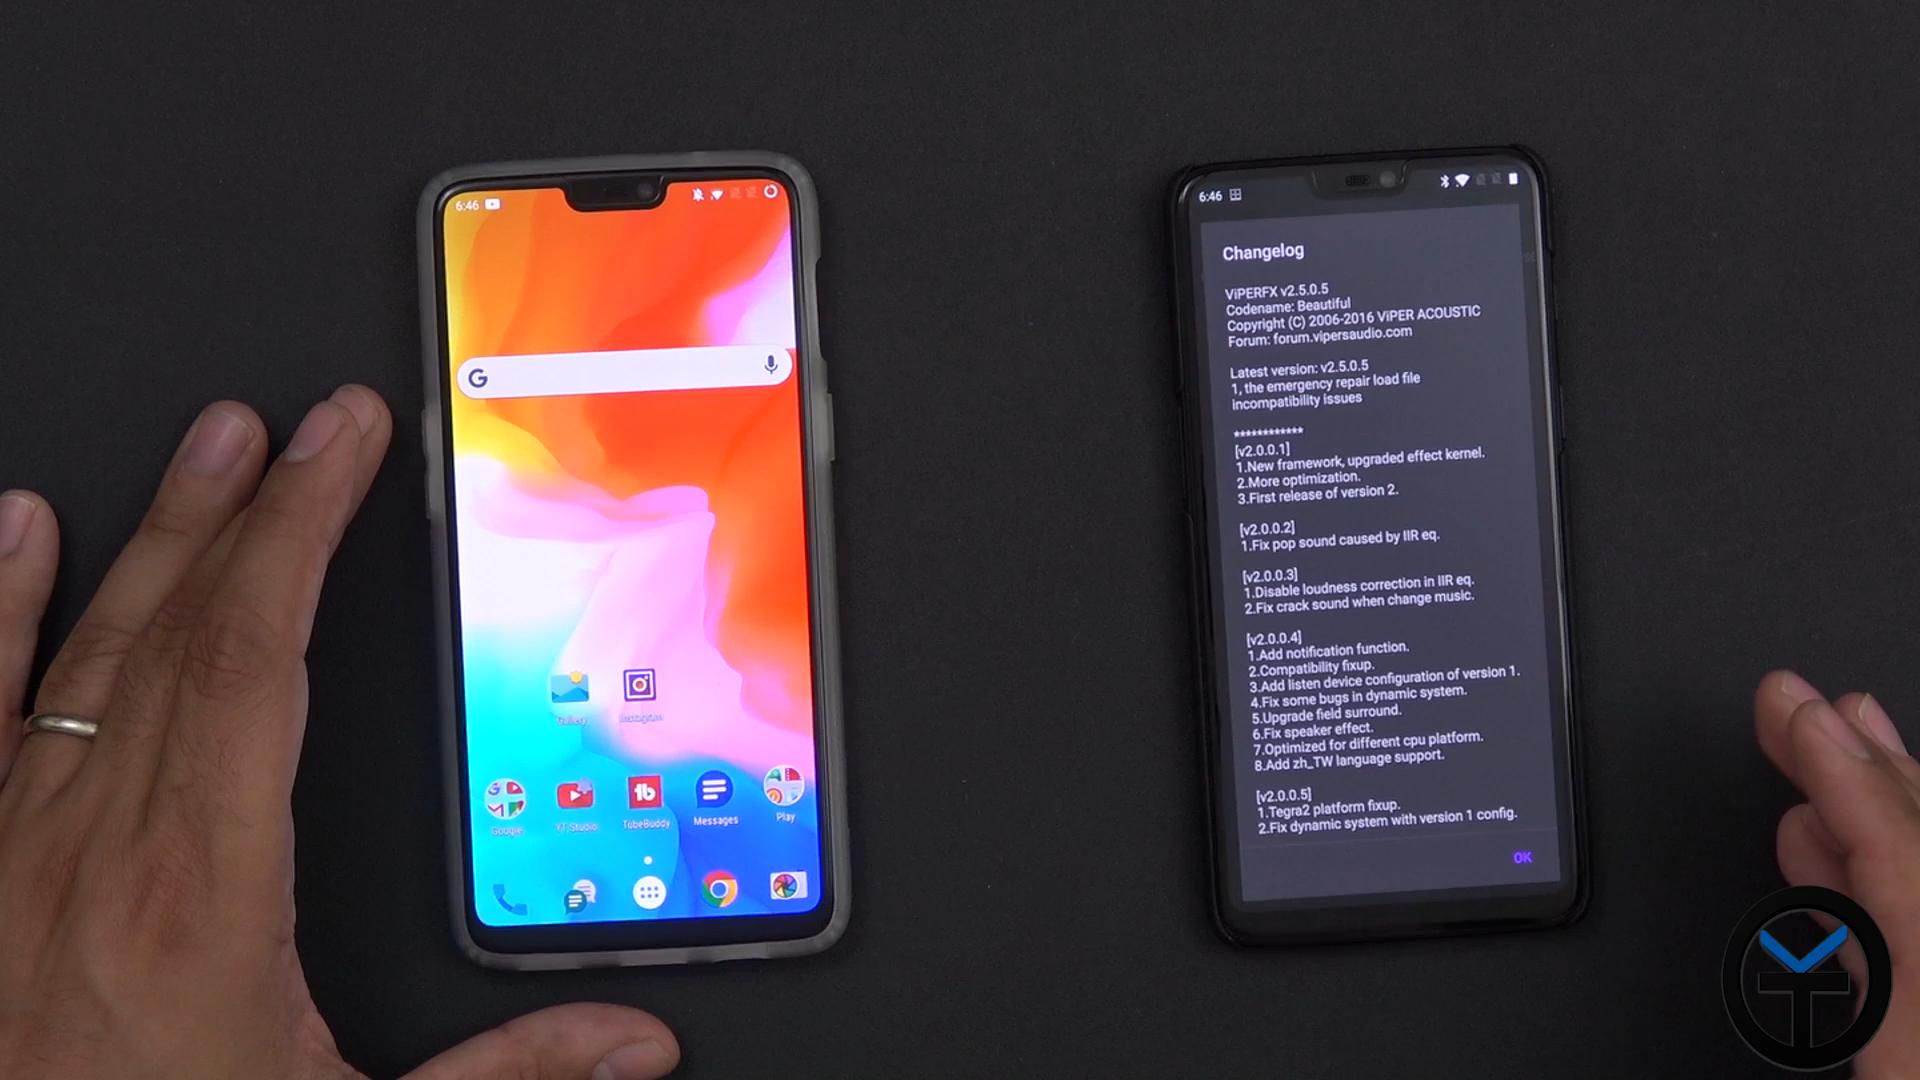 6:46
G
Gallery
Instagram
Google
YT Studio
TubeBuddy
Messages
Play
6:46
Changelog
ViPERFX v2.5.0.5
Codename: Beautiful
Copyright (C) 2006-2016 ViPER ACOUSTIC
Forum: forum.vipersaudio.com
Latest version: v2.5.0.5
1, the emergency repair load file
incompatibility issues
************
[v2.0.0.1]
1.New framework, upgraded effect kernel.
2.More optimization.
3.First release of version 2.
[v2.0.0.2]
1.Fix pop sound caused by IIR eq.
[v2.0.0.3]
1.Disable loudness correction in IIR eq.
2.Fix crack sound when change music.
[v2.0.0.4]
1.Add notification function.
2.Compatibility fixup.
3.Add listen device configuration of version 1.
4.Fix some bugs in dynamic system.
5.Upgrade field surround.
6.Fix speaker effect.
7.Optimized for different cpu platform.
8.Add zh_TW language support.
[v2.0.0.5]
1.Tegra2 platform fixup.
2.Fix dynamic system with version 1 config.
OK